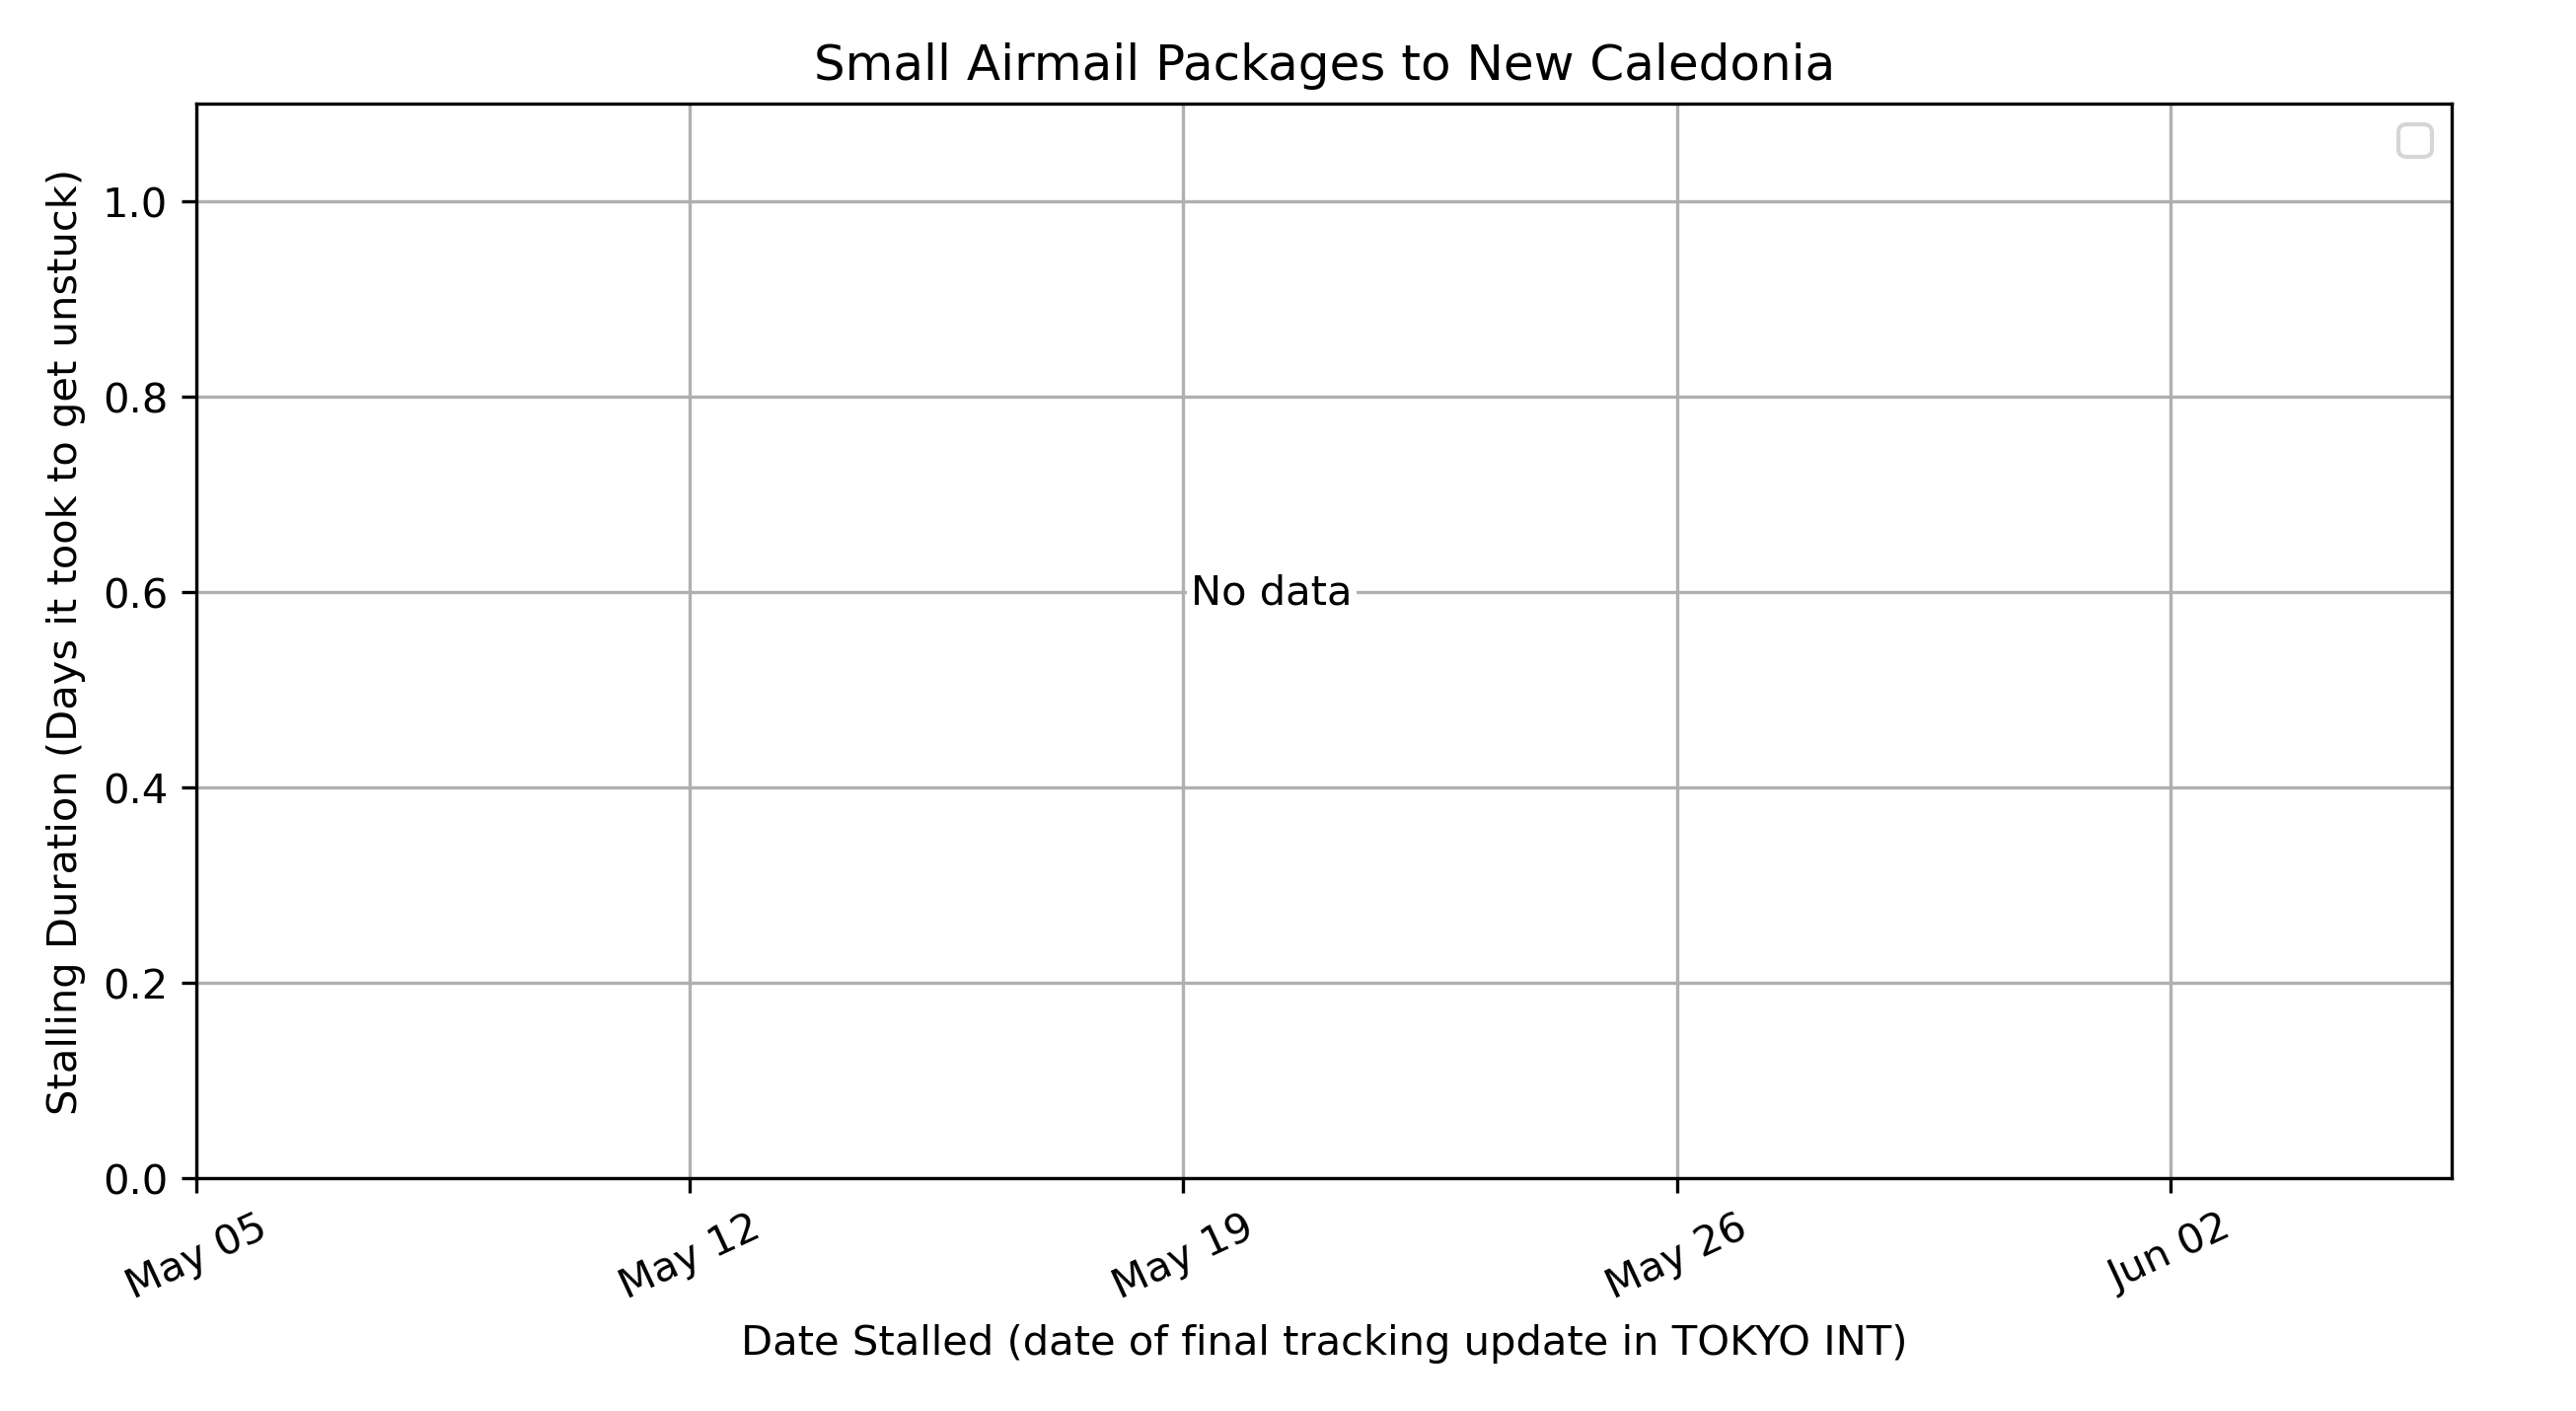 Small Airmail Packages to New Caledonia
Stalling Duration (Days it took to get unstuck)
1.0
0.8
0.6
0.4
0.2
0.0
No data
May 05
May 12
May 19
May 26
Jun 02
Date Stalled (date of final tracking update in TOKYO INT)